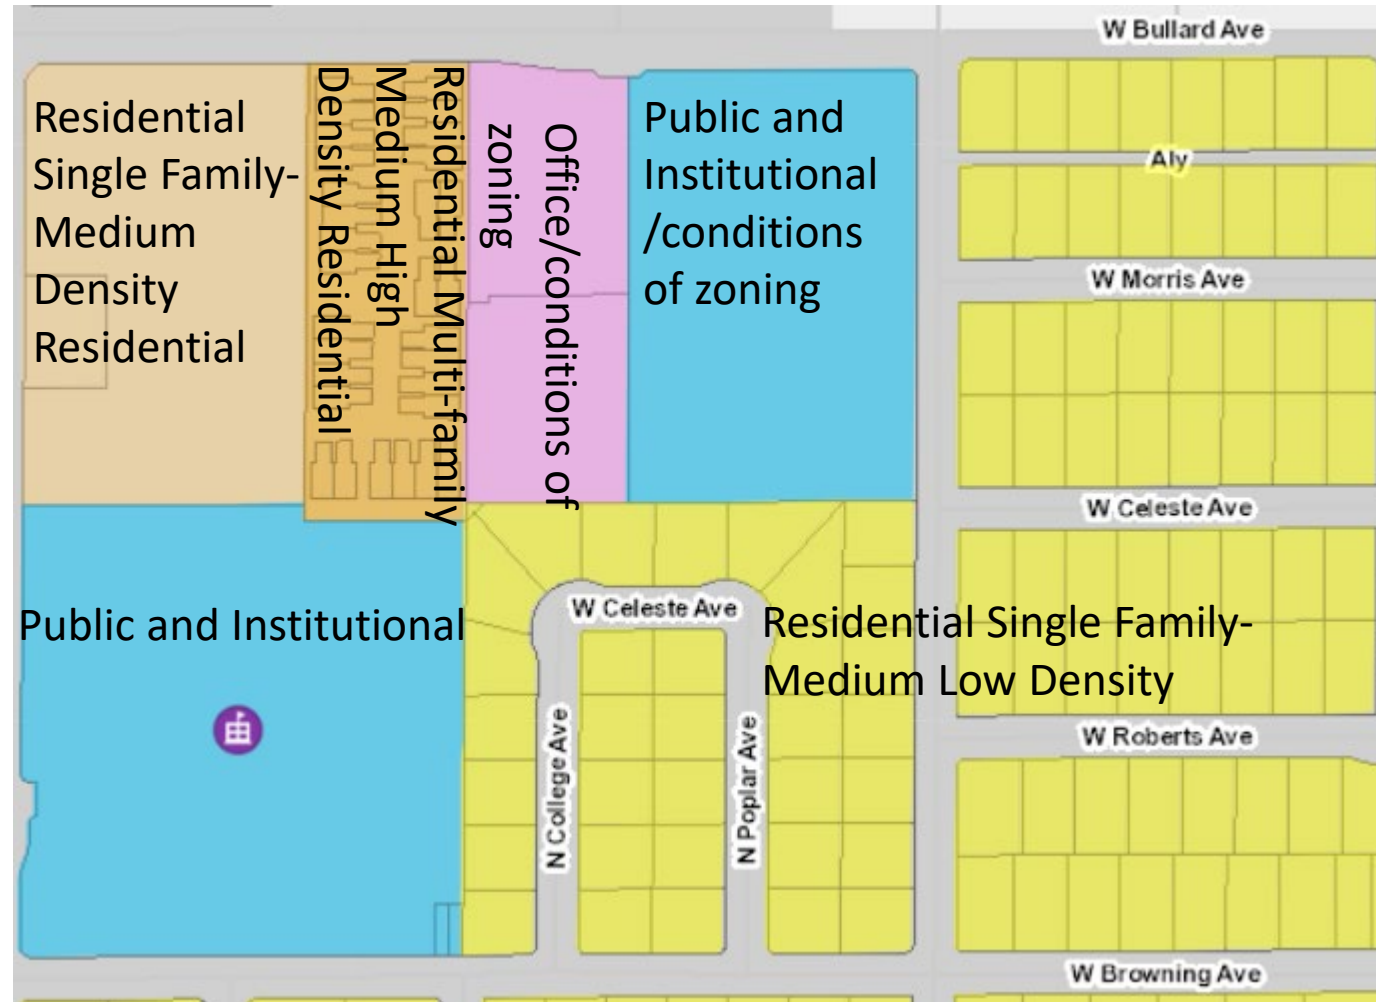 W Bullard Ave
Residential
Single Family-
Medium
Density
Residential
Residential Multi-family
Medium High
Density Residential
Office/conditions of
zoning
Public and
Institutional
/conditions
of zoning
Aly
W Morris Ave
W Celeste Ave
Public and Institutional
W Celeste Ave
Residential Single Family-
Medium Low Density
N College Ave
N Poplar Ave
W Roberts Ave
W Browning Ave